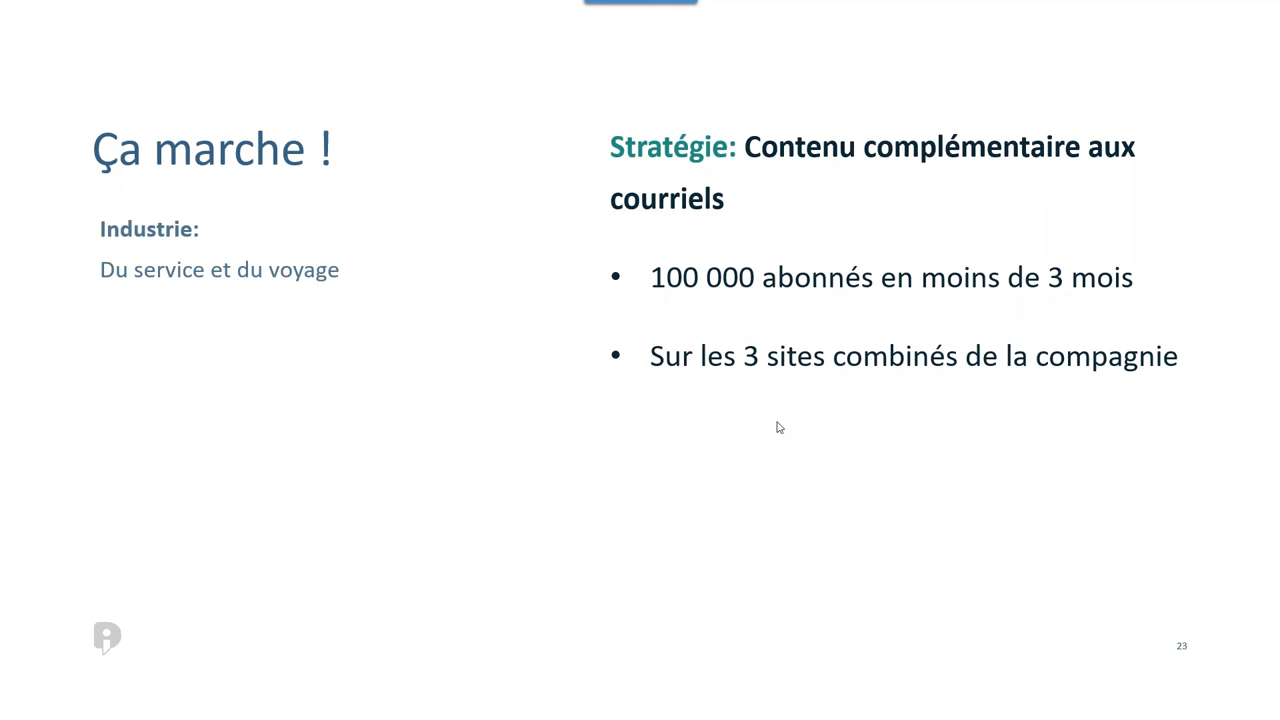 Ça marche !
Industrie:
Du service et du voyage
Stratégie: Contenu complémentaire aux
courriels
• 100 000 abonnés en moins de 3 mois
• Sur les 3 sites combinés de la compagnie
23